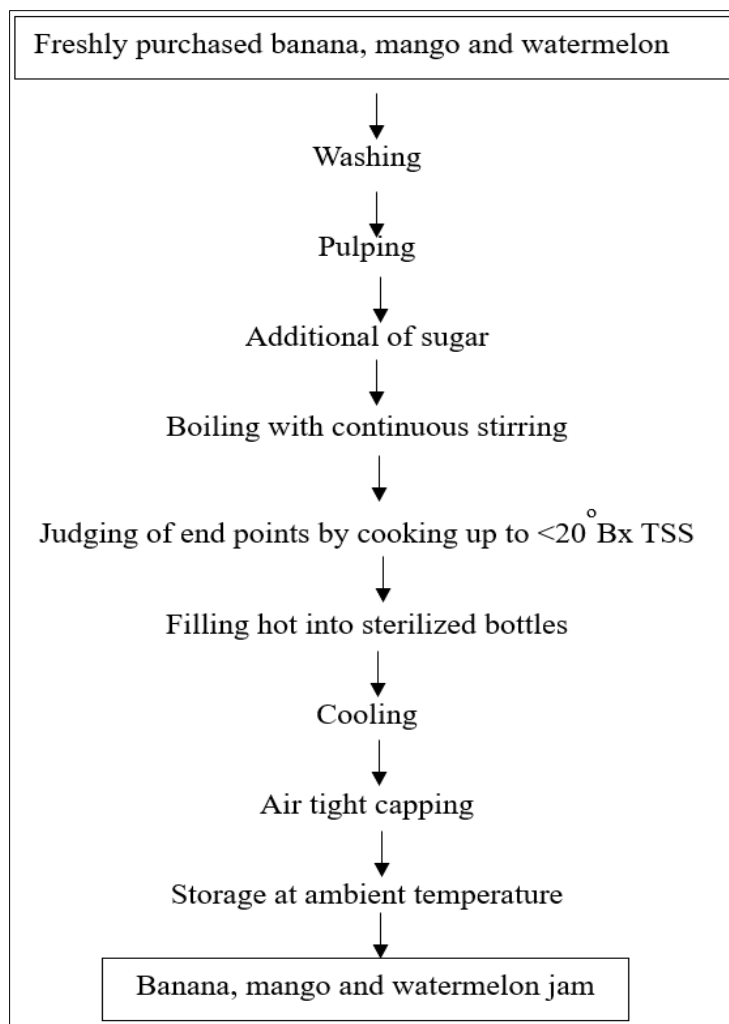 Freshly purchased banana, mango and watermelon
Washing
Pulping
Additional of sugar
Boiling with continuous stirring
Judging of end points by cooking up to <20°Bx TSS
Filling hot into sterilized bottles
Cooling
Air tight capping
Storage at ambient temperature
Banana, mango and watermelon jam